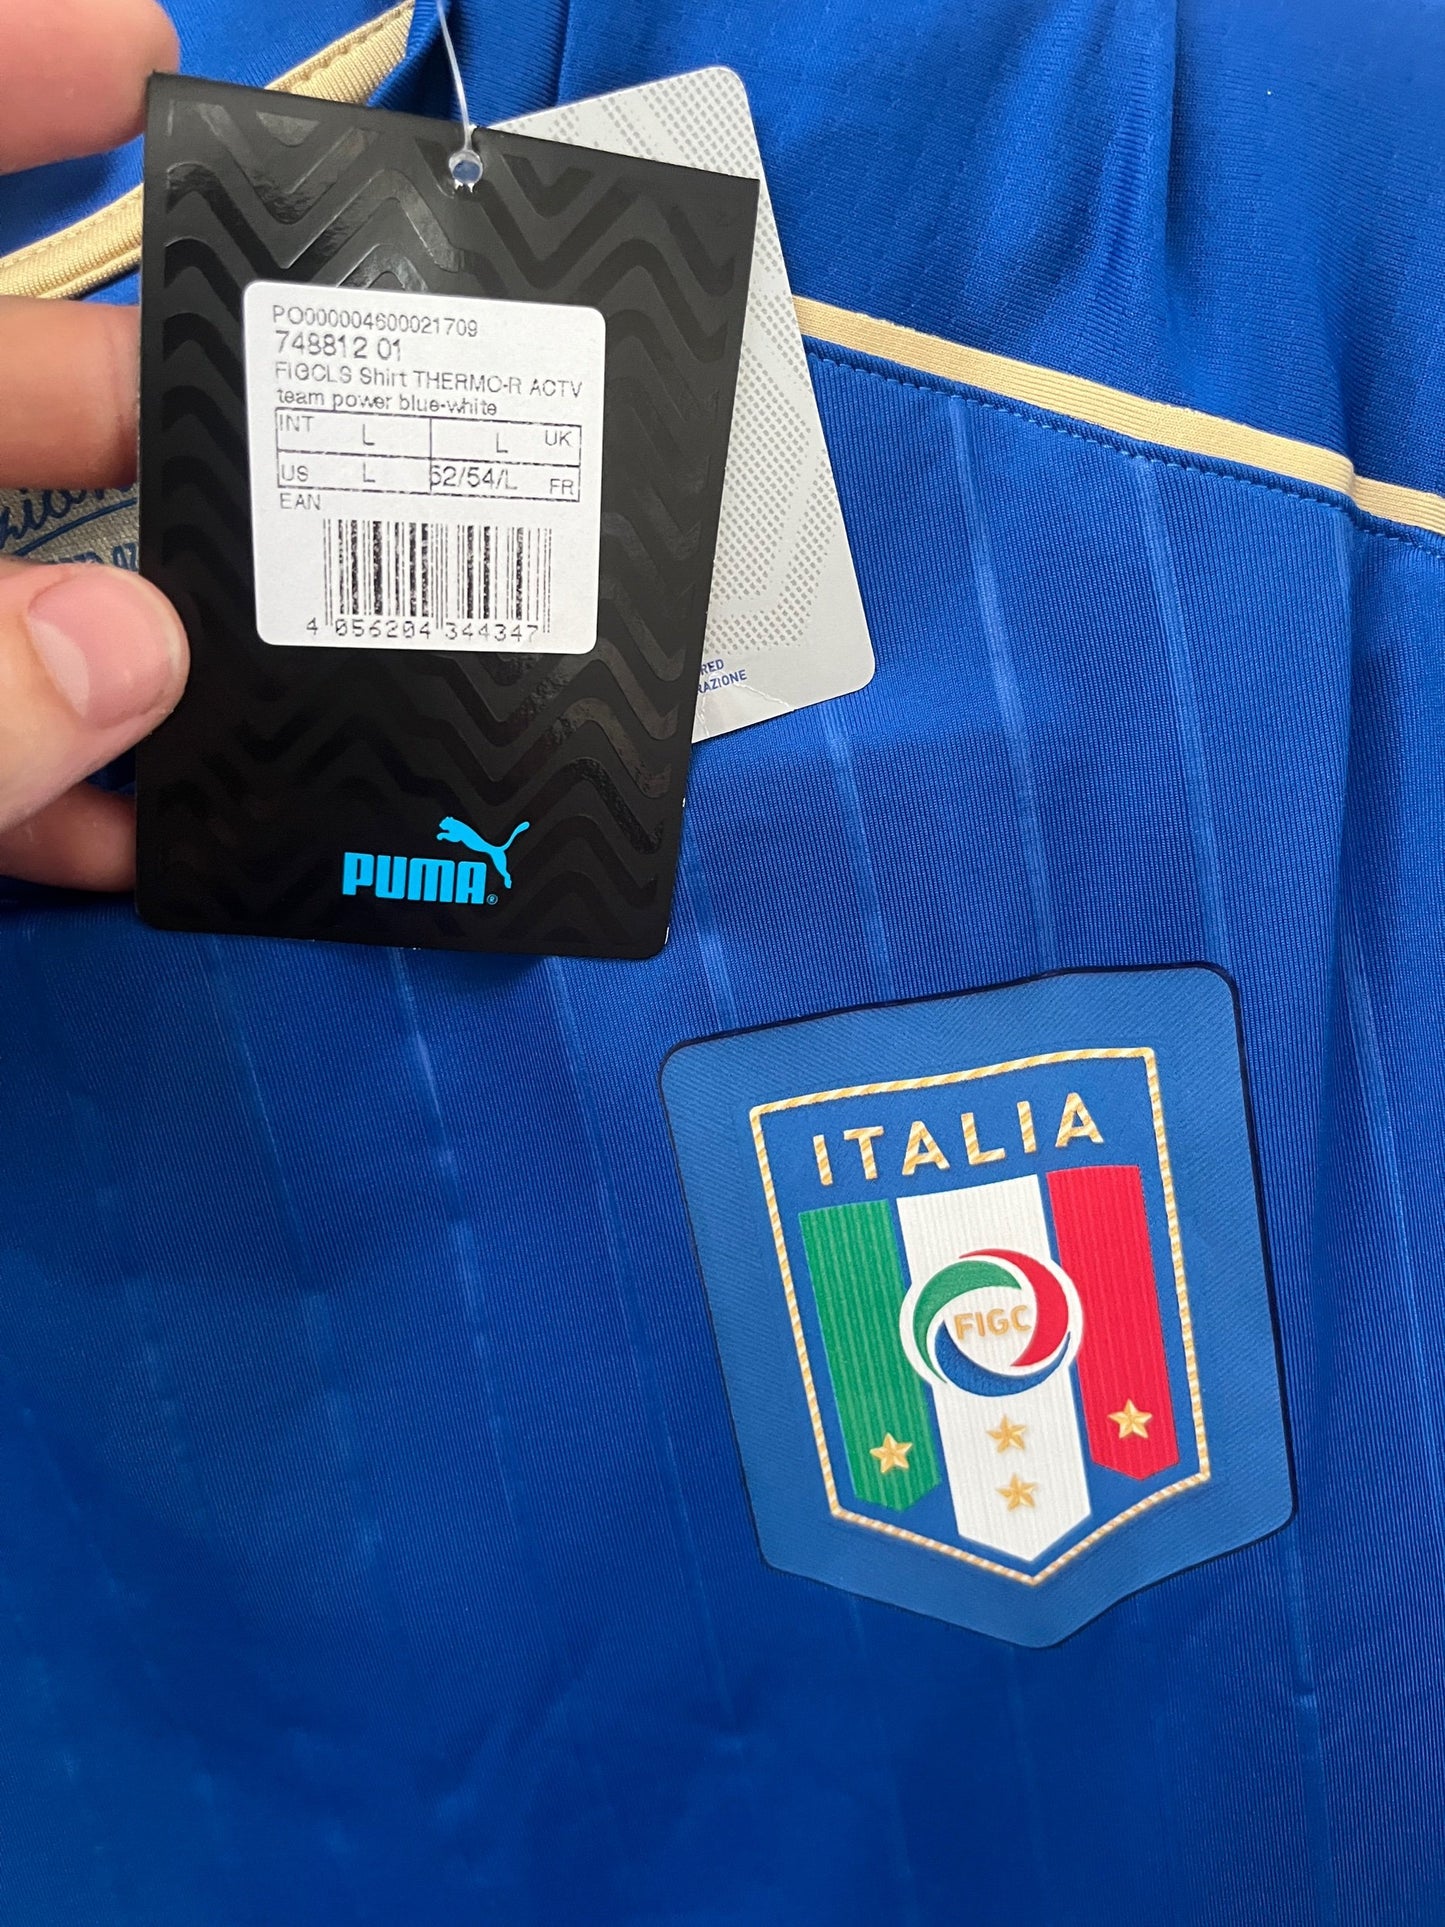 PO000004600021709
748812 01
FIGCLS Shirt THERMO-R ACTV
team power blue-white
INT L L UK
US L 52/54/L FR
EAN
4 056204 344347
RED
RAZIONE
PUMA®
ITALIA
FIGC